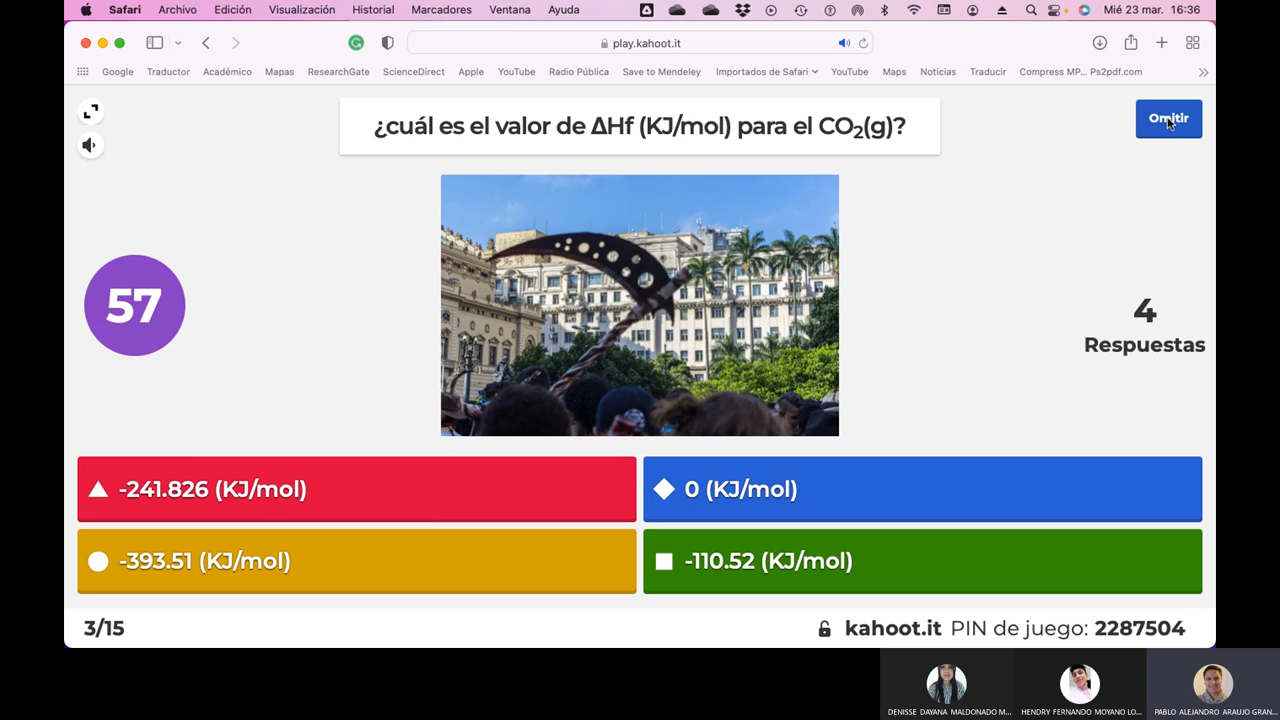 Safari Archivo Edición Visualización Historial Marcadores Ventana Ayuda Mié 23 mar. 16:36
play.kahoot.it
Google Traductor Académico Mapas ResearchGate ScienceDirect Apple YouTube Radio Pública Save to Mendeley Importados de Safari YouTube Maps Noticias Traducir Compress MP... Ps2pdf.com
¿cuál es el valor de ΔHf (KJ/mol) para el CO₂(g)?
Omitir
57
4
Respuestas
-241.826 (KJ/mol)
0 (KJ/mol)
-393.51 (KJ/mol)
-110.52 (KJ/mol)
3/15
kahoot.it PIN de juego: 2287504
DENISSE DAYANA MALDONADO M...
HENDRY FERNANDO MOYANO LO...
PABLO ALEJANDRO ARAUJO GRAN...